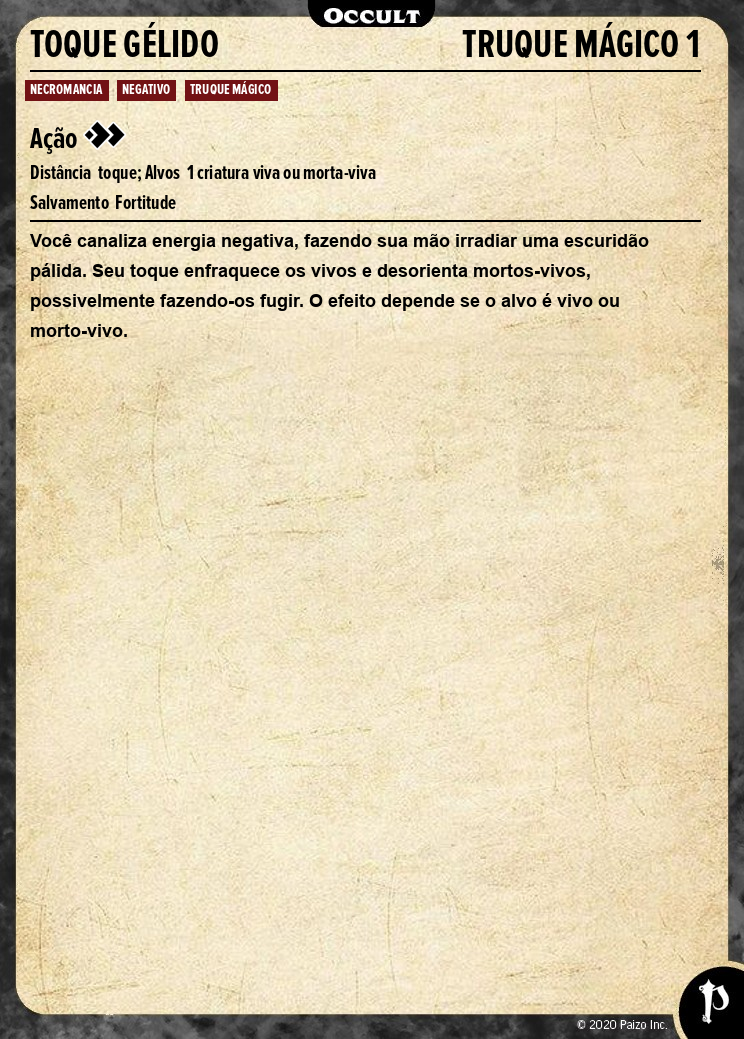 OCCULT
TOQUE GÉLIDO TRUQUE MÁGICO 1
NECROMANCIA NEGATIVO TRUQUE MÁGICO
Ação
Distância toque; Alvos 1 criatura viva ou morta-viva
Salvamento Fortitude
Você canaliza energia negativa, fazendo sua mão irradiar uma escuridão
pálida. Seu toque enfraquece os vivos e desorienta mortos-vivos,
possivelmente fazendo-os fugir. O efeito depende se o alvo é vivo ou
morto-vivo.
© 2020 Paizo Inc.
P